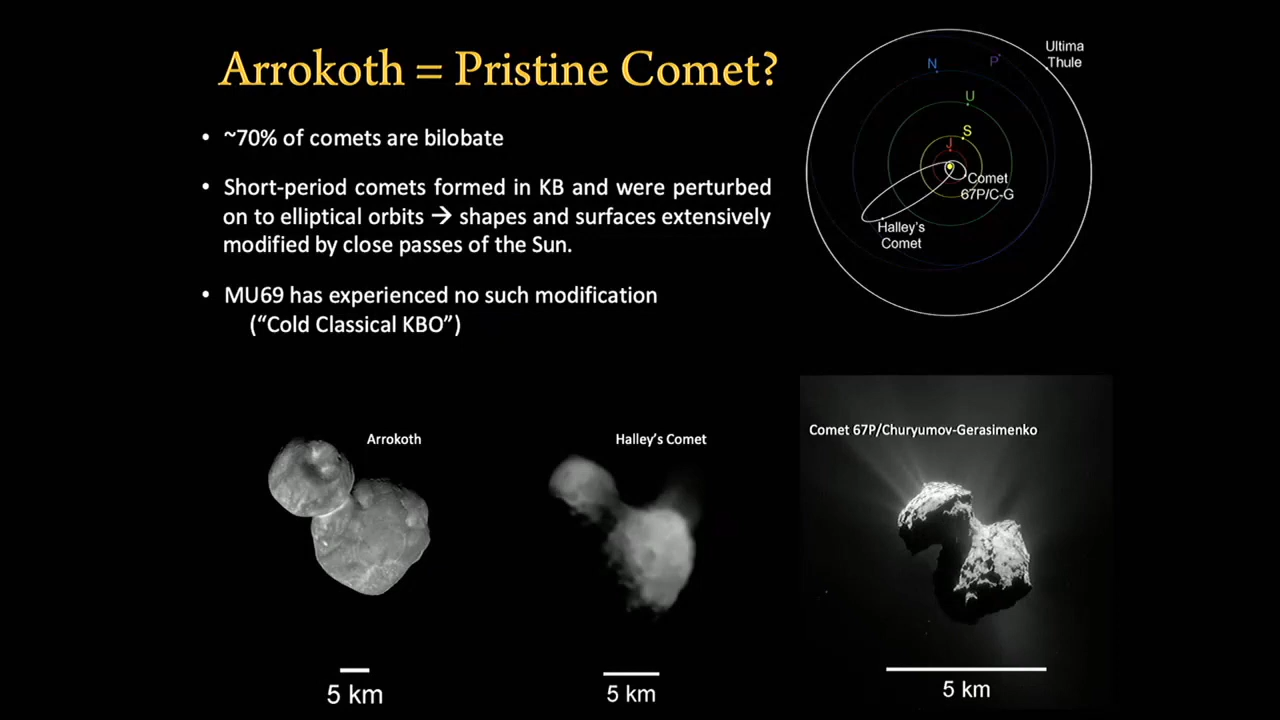 Arrokoth = Pristine Comet?
• ~70% of comets are bilobate
• Short-period comets formed in KB and were perturbed
on to elliptical orbits → shapes and surfaces extensively
modified by close passes of the Sun.
• MU69 has experienced no such modification
(“Cold Classical KBO”)
Ultima
Thule
N
P
U
S
J
Comet
67P/C-G
Halley’s
Comet
Arrokoth
Halley’s Comet
Comet 67P/Churyumov-Gerasimenko
5 km
5 km
5 km